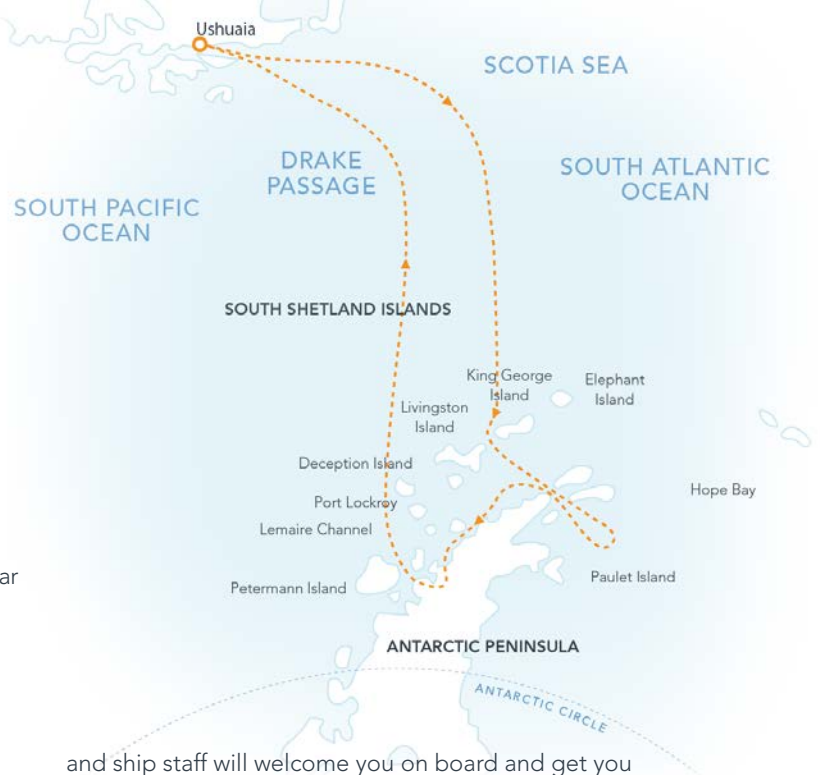 Ushuaia
SCOTIA SEA
DRAKE
PASSAGE
SOUTH ATLANTIC
OCEAN
SOUTH PACIFIC
OCEAN
SOUTH SHETLAND ISLANDS
King George
Island
Elephant
Island
Livingston
Island
Deception Island
Hope Bay
Port Lockroy
Lemaire Channel
ar
Paulet Island
Petermann Island
ANTARCTIC PENINSULA
ANTARCTIC CIRCLE
and ship staff will welcome you on board and get you